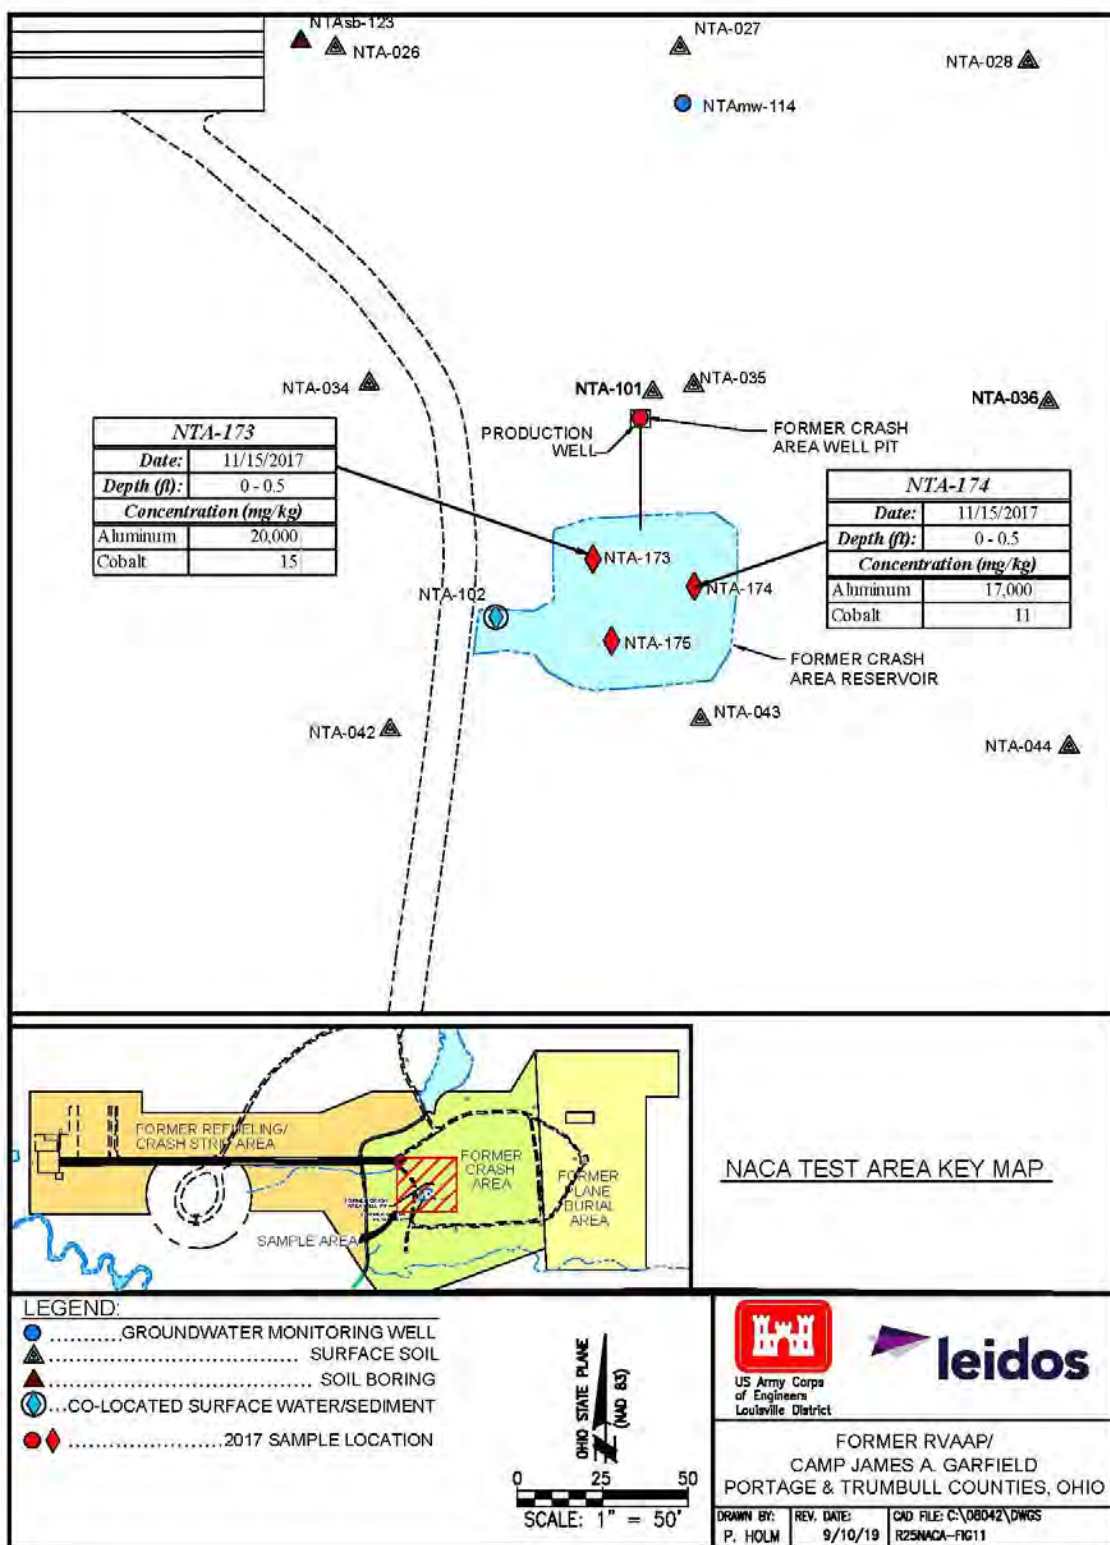 NTAsb-123
NTA-026
NTA-027
NTA-028
NTAmw-114
NTA-034
NTA-101
NTA-035
NTA-036
PRODUCTION
WELL
FORMER CRASH
AREA WELL PIT
NTA-173
Date: 11/15/2017
Depth (ft): 0 - 0.5
Concentration (mg/kg)
Aluminum 20,000
Cobalt 15
NTA-174
Date: 11/15/2017
Depth (ft): 0 - 0.5
Concentration (mg/kg)
Aluminum 17,000
Cobalt 11
NTA-173
NTA-174
NTA-102
NTA-175
FORMER CRASH
AREA RESERVOIR
NTA-042
NTA-043
NTA-044
FORMER REFUELING/
CRASH STRIP AREA
FORMER
CRASH
AREA
FORMER
PLANE
BURIAL
AREA
SAMPLE AREA
NACA TEST AREA KEY MAP
LEGEND:
GROUNDWATER MONITORING WELL
SURFACE SOIL
SOIL BORING
CO-LOCATED SURFACE WATER/SEDIMENT
2017 SAMPLE LOCATION
OHIO STATE PLANE
(NAD 83)
0 25 50
SCALE: 1" = 50'
US Army Corps
of Engineers
Louisville District
leidos
FORMER RVAAP/
CAMP JAMES A. GARFIELD
PORTAGE & TRUMBULL COUNTIES, OHIO
DRAWN BY: REV. DATE: CAD FILE: C:\08042\DWGS
P. HOLM 9/10/19 R25NACA-FIG11